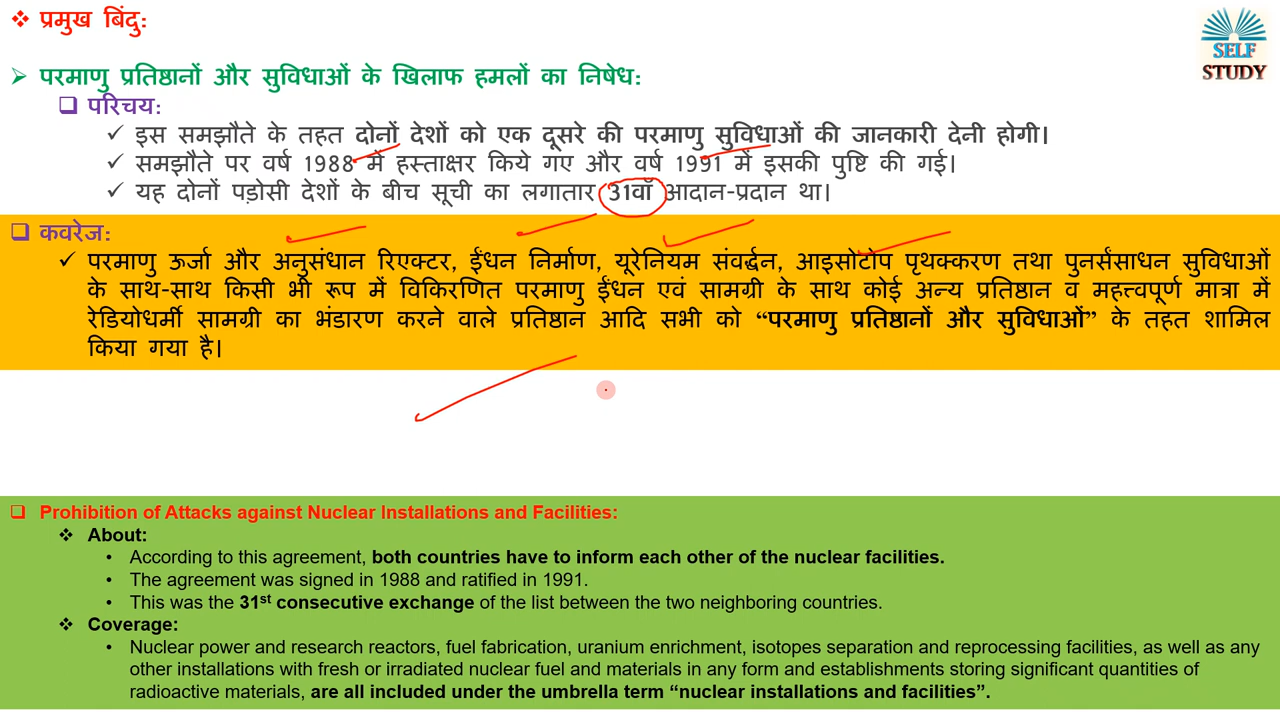 ❖ प्रमुख बिंदु:
SELF
STUDY
➢ परमाणु प्रतिष्ठानों और सुविधाओं के खिलाफ हमलों का निषेध:
❑ परिचय:
✓ इस समझौते के तहत दोनों देशों को एक दूसरे की परमाणु सुविधाओं की जानकारी देनी होगी।
✓ समझौते पर वर्ष 1988 में हस्ताक्षर किये गए और वर्ष 1991 में इसकी पुष्टि की गई।
✓ यह दोनों पड़ोसी देशों के बीच सूची का लगातार 31वाँ आदान-प्रदान था।
❑ कवरेज:
✓ परमाणु ऊर्जा और अनुसंधान रिएक्टर, ईंधन निर्माण, यूरेनियम संवर्द्धन, आइसोटोप पृथक्करण तथा पुनर्संसाधन सुविधाओं
के साथ-साथ किसी भी रूप में विकिरणित परमाणु ईंधन एवं सामग्री के साथ कोई अन्य प्रतिष्ठान व महत्त्वपूर्ण मात्रा में
रेडियोधर्मी सामग्री का भंडारण करने वाले प्रतिष्ठान आदि सभी को “परमाणु प्रतिष्ठानों और सुविधाओं” के तहत शामिल
किया गया है।
❑ Prohibition of Attacks against Nuclear Installations and Facilities:
❖ About:
• According to this agreement, both countries have to inform each other of the nuclear facilities.
• The agreement was signed in 1988 and ratified in 1991.
• This was the 31st consecutive exchange of the list between the two neighboring countries.
❖ Coverage:
• Nuclear power and research reactors, fuel fabrication, uranium enrichment, isotopes separation and reprocessing facilities, as well as any
other installations with fresh or irradiated nuclear fuel and materials in any form and establishments storing significant quantities of
radioactive materials, are all included under the umbrella term “nuclear installations and facilities”.